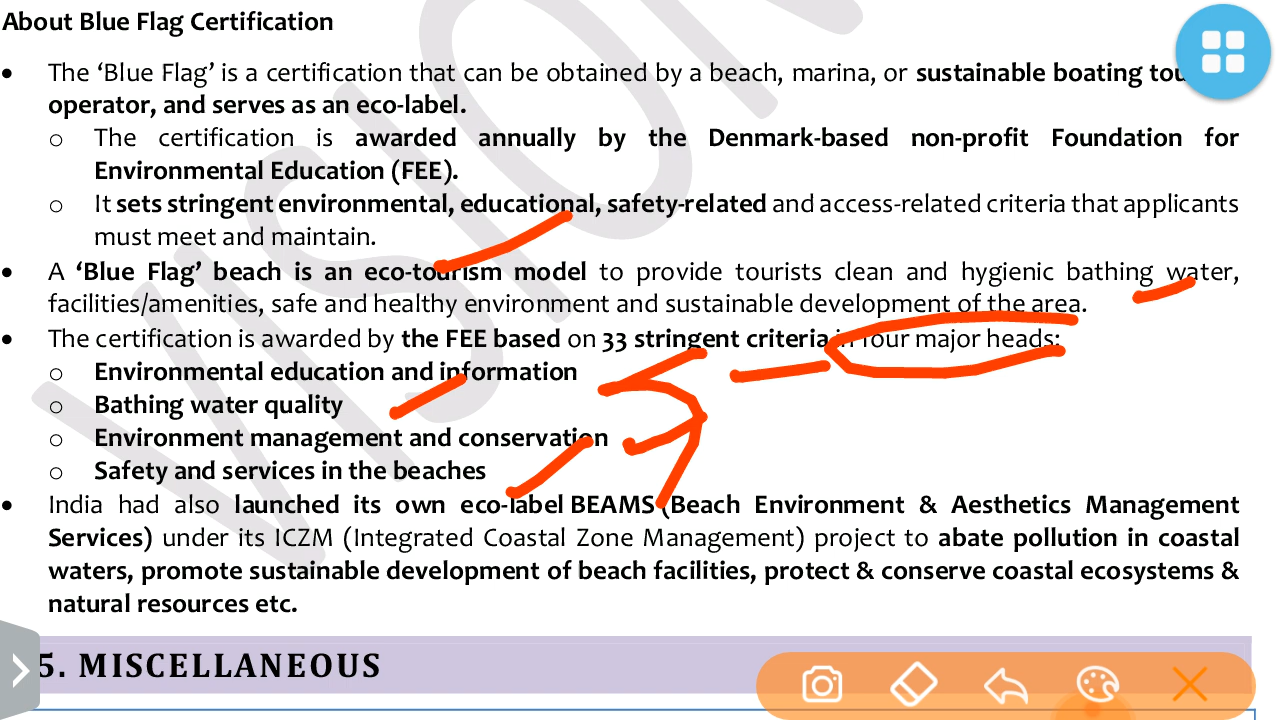 About Blue Flag Certification
• The ‘Blue Flag’ is a certification that can be obtained by a beach, marina, or sustainable boating
operator, and serves as an eco-label.
o The certification is awarded annually by the Denmark-based non-profit Foundation for
Environmental Education (FEE).
o It sets stringent environmental, educational, safety-related and access-related criteria that applicants
must meet and maintain.
• A ‘Blue Flag’ beach is an eco-tourism model to provide tourists clean and hygienic bathing water,
facilities/amenities, safe and healthy environment and sustainable development of the area.
• The certification is awarded by the FEE based on 33 stringent criteria in four major heads:
o Environmental education and information
o Bathing water quality
o Environment management and conservation
o Safety and services in the beaches
• India had also launched its own eco-label BEAMS (Beach Environment & Aesthetics Management
Services) under its ICZM (Integrated Coastal Zone Management) project to abate pollution in coastal
waters, promote sustainable development of beach facilities, protect & conserve coastal ecosystems &
natural resources etc.
5. MISCELLANEOUS
VISION